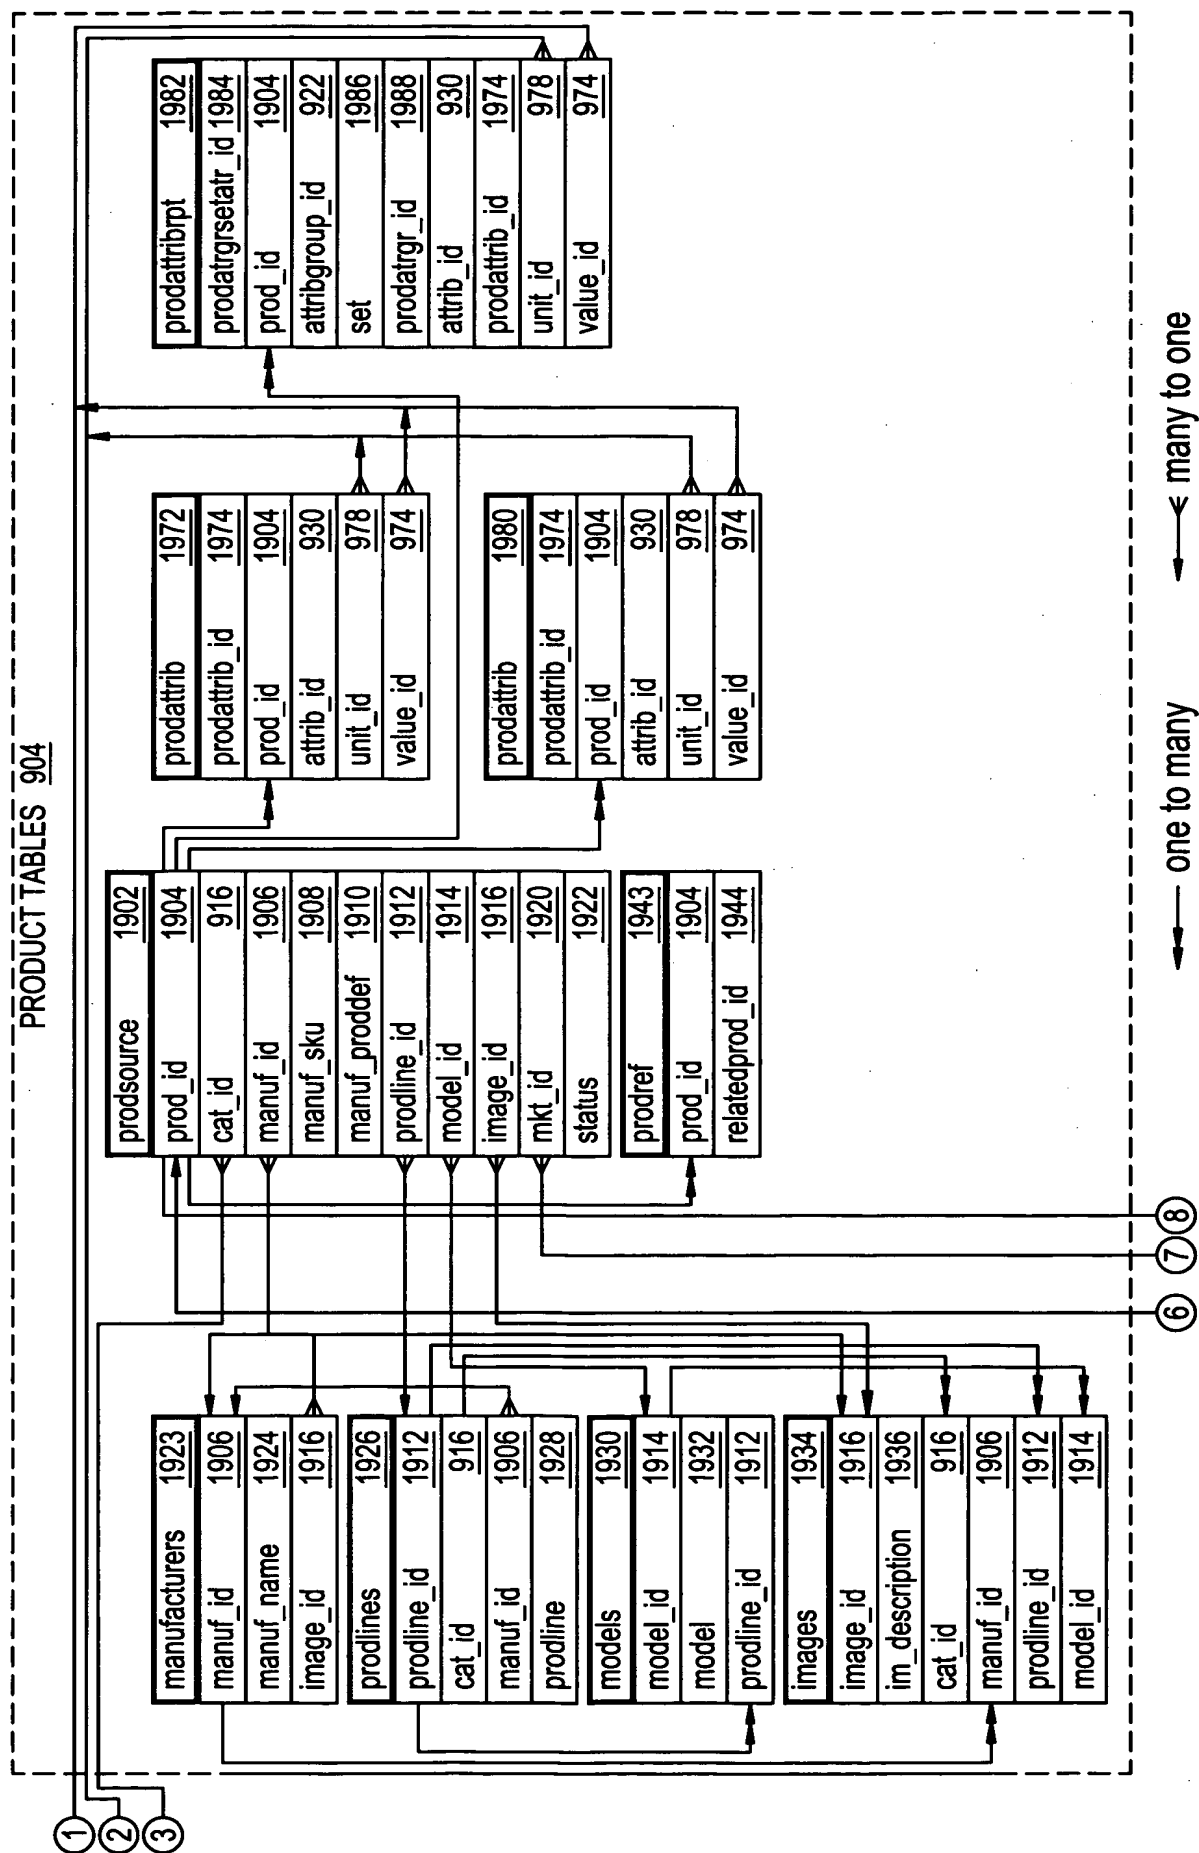 PRODUCT TABLES 904
1
2
3
manufacturers 1923
manuf_id 1906
manuf_name 1924
image_id 1916
prodlines 1926
prodline_id 1912
cat_id 916
manuf_id 1906
prodline 1928
models 1930
model_id 1914
model 1932
prodline_id 1912
images 1934
image_id 1916
im_description 1936
cat_id 916
manuf_id 1906
prodline_id 1912
model_id 1914
prodsource 1902
prod_id 1904
cat_id 916
manuf_id 1906
manuf_sku 1908
manuf_proddef 1910
prodline_id 1912
model_id 1914
image_id 1916
mkt_id 1920
status 1922
prodref 1943
prod_id 1904
relatedprod_id 1944
prodattrib 1972
prodattrib_id 1974
prod_id 1904
attrib_id 930
unit_id 978
value_id 974
prodattrib 1980
prodattrib_id 1974
prod_id 1904
attrib_id 930
unit_id 978
value_id 974
prodattribrpt 1982
prodatrgrsetatr_id 1984
prod_id 1904
attribgroup_id 922
set 1986
prodatrgr_id 1988
attrib_id 930
prodattrib_id 1974
unit_id 978
value_id 974
6
7
8
one to many
many to one